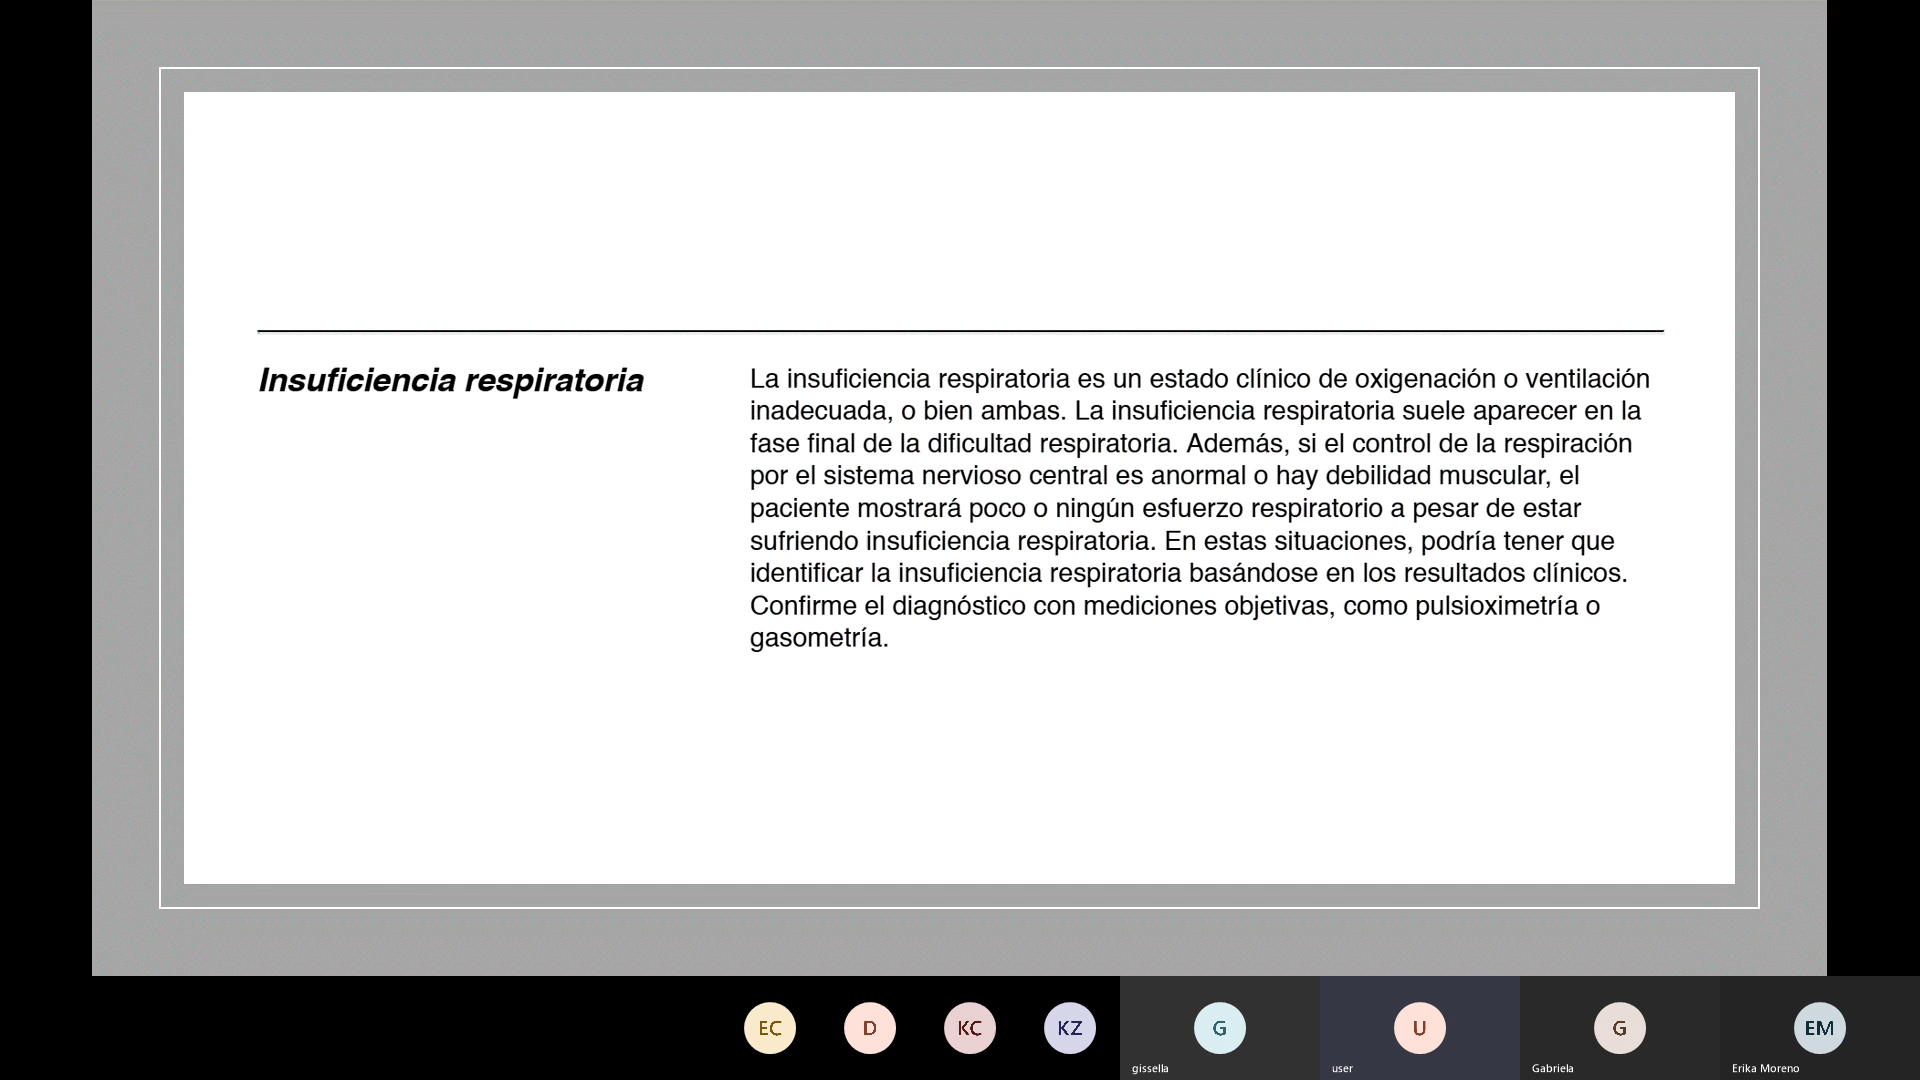 Insuficiencia respiratoria
La insuficiencia respiratoria es un estado clínico de oxigenación o ventilación
inadecuada, o bien ambas. La insuficiencia respiratoria suele aparecer en la
fase final de la dificultad respiratoria. Además, si el control de la respiración
por el sistema nervioso central es anormal o hay debilidad muscular, el
paciente mostrará poco o ningún esfuerzo respiratorio a pesar de estar
sufriendo insuficiencia respiratoria. En estas situaciones, podría tener que
identificar la insuficiencia respiratoria basándose en los resultados clínicos.
Confirme el diagnóstico con mediciones objetivas, como pulsioximetría o
gasometría.
EC D KC KZ G U G EM
gissella user Gabriela Erika Moreno